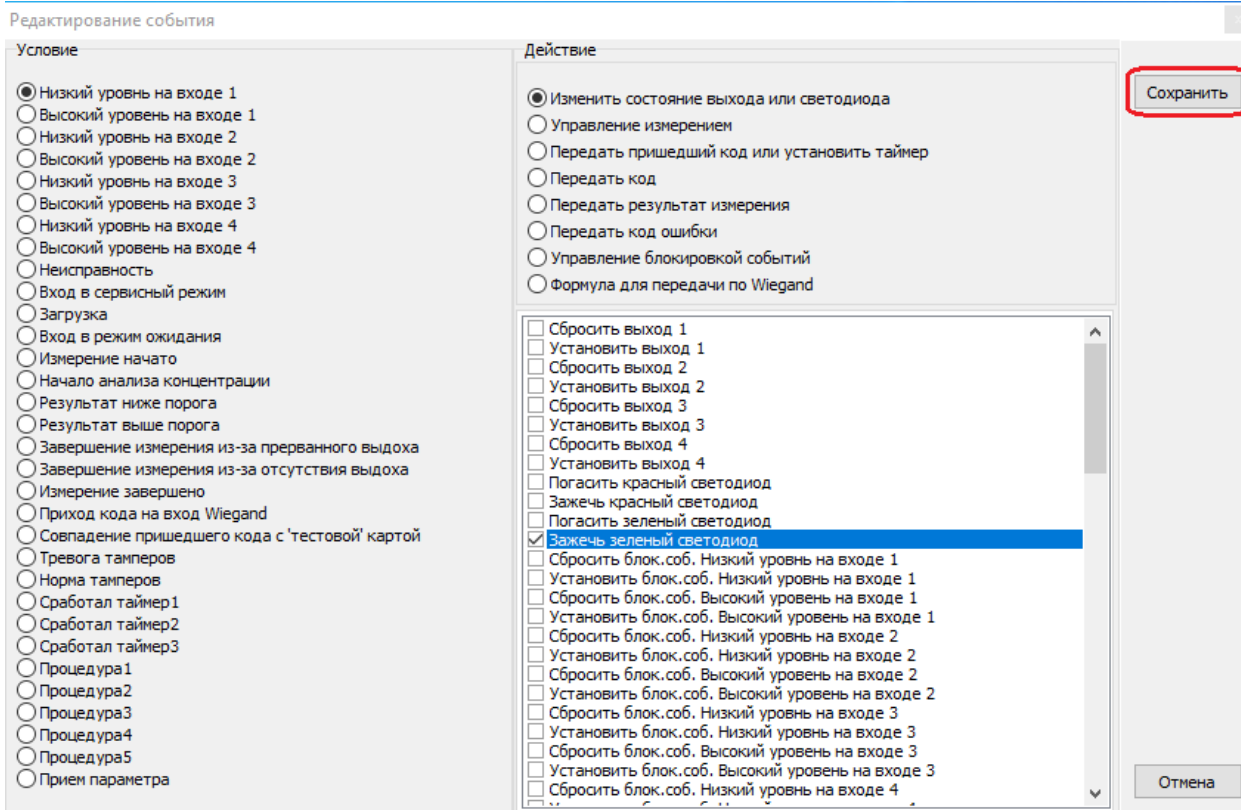 Редактирование события
Условие
Низкий уровнь на входе 1
Высокий уровень на входе 1
Низкий уровнь на входе 2
Высокий уровень на входе 2
Низкий уровнь на входе 3
Высокий уровень на входе 3
Низкий уровнь на входе 4
Высокий уровень на входе 4
Неисправность
Вход в сервисный режим
Загрузка
Вход в режим ожидания
Измерение начато
Начало анализа концентрации
Результат ниже порога
Результат выше порога
Завершение измерения из-за прерванного выдоха
Завершение измерения из-за отсутствия выдоха
Измерение завершено
Приход кода на вход Wiegand
Совпадение пришедшего кода с 'тестовой' картой
Тревога тамперов
Норма тамперов
Сработал таймер1
Сработал таймер2
Сработал таймер3
Процедура1
Процедура2
Процедура3
Процедура4
Процедура5
Прием параметра
Действие
Изменить состояние выхода или светодиода
Управление измерением
Передать пришедший код или установить таймер
Передать код
Передать результат измерения
Передать код ошибки
Управление блокировкой событий
Формула для передачи по Wiegand
Сбросить выход 1
Установить выход 1
Сбросить выход 2
Установить выход 2
Сбросить выход 3
Установить выход 3
Сбросить выход 4
Установить выход 4
Погасить красный светодиод
Зажечь красный светодиод
Погасить зеленый светодиод
Зажечь зеленый светодиод
Сбросить блок.соб. Низкий уровнь на входе 1
Установить блок.соб. Низкий уровнь на входе 1
Сбросить блок.соб. Высокий уровень на входе 1
Установить блок.соб. Высокий уровень на входе 1
Сбросить блок.соб. Низкий уровнь на входе 2
Установить блок.соб. Низкий уровнь на входе 2
Сбросить блок.соб. Высокий уровень на входе 2
Установить блок.соб. Высокий уровень на входе 2
Сбросить блок.соб. Низкий уровнь на входе 3
Установить блок.соб. Низкий уровнь на входе 3
Сбросить блок.соб. Высокий уровень на входе 3
Установить блок.соб. Высокий уровень на входе 3
Сбросить блок.соб. Низкий уровнь на входе 4
Сохранить
Отмена